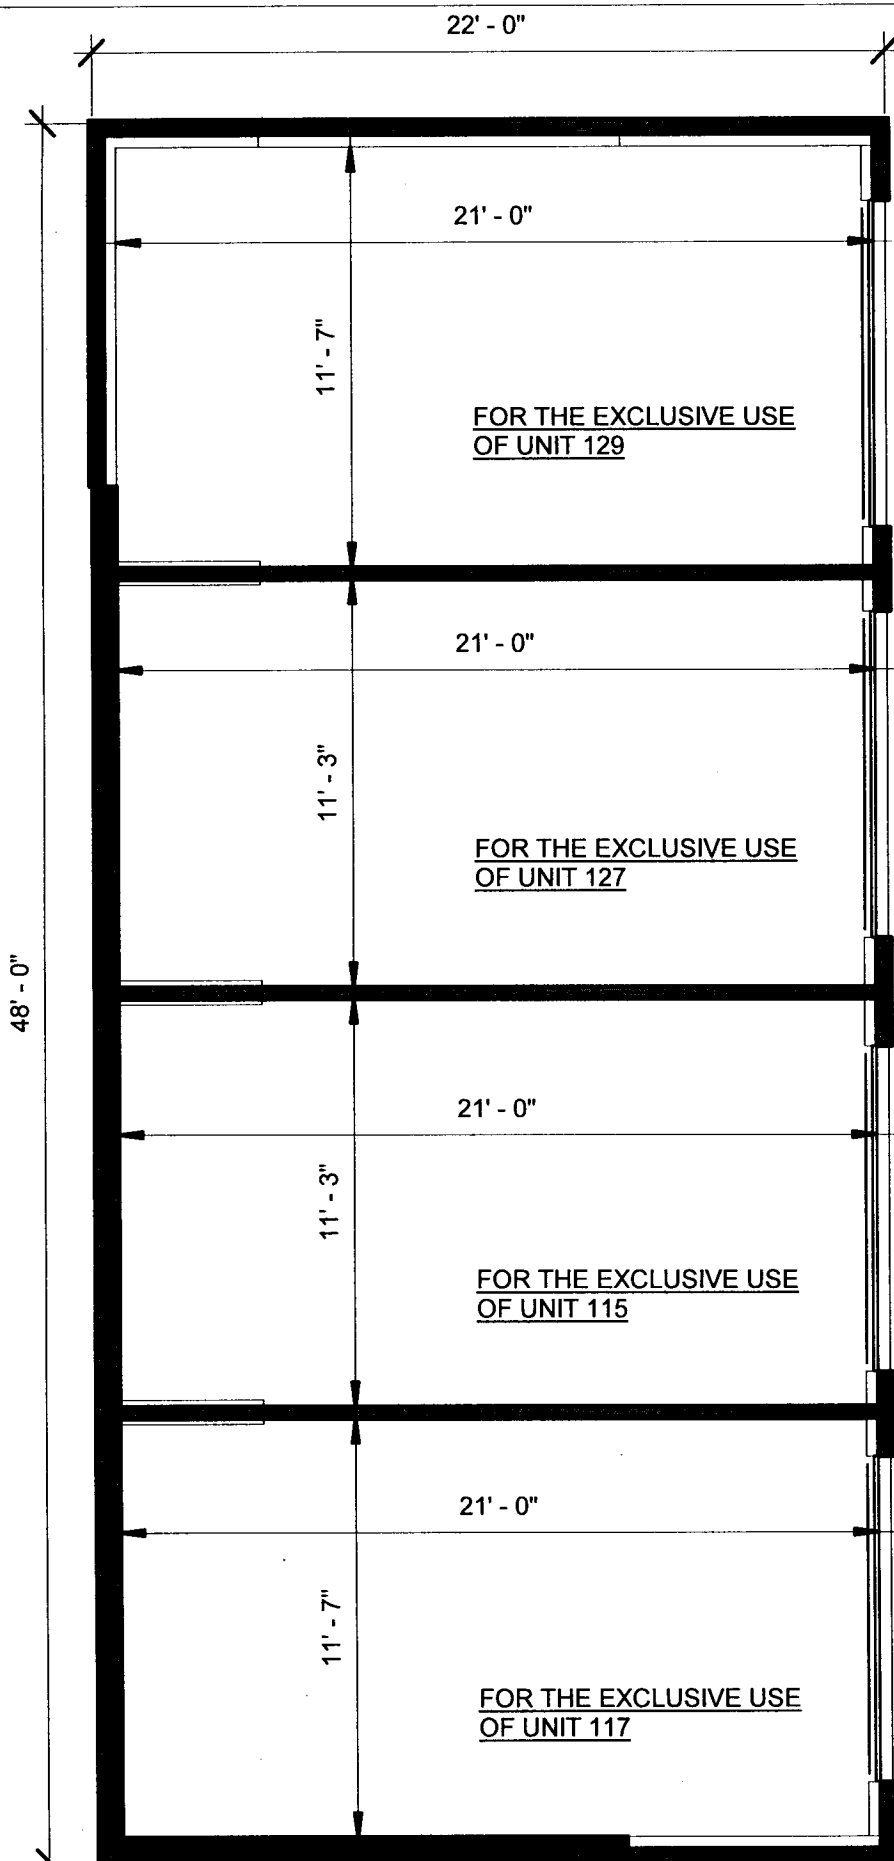 22' - 0"
21' - 0"
11' - 7"
FOR THE EXCLUSIVE USE
OF UNIT 129
21' - 0"
11' - 3"
FOR THE EXCLUSIVE USE
OF UNIT 127
48' - 0"
21' - 0"
11' - 3"
FOR THE EXCLUSIVE USE
OF UNIT 115
21' - 0"
11' - 7"
FOR THE EXCLUSIVE USE
OF UNIT 117